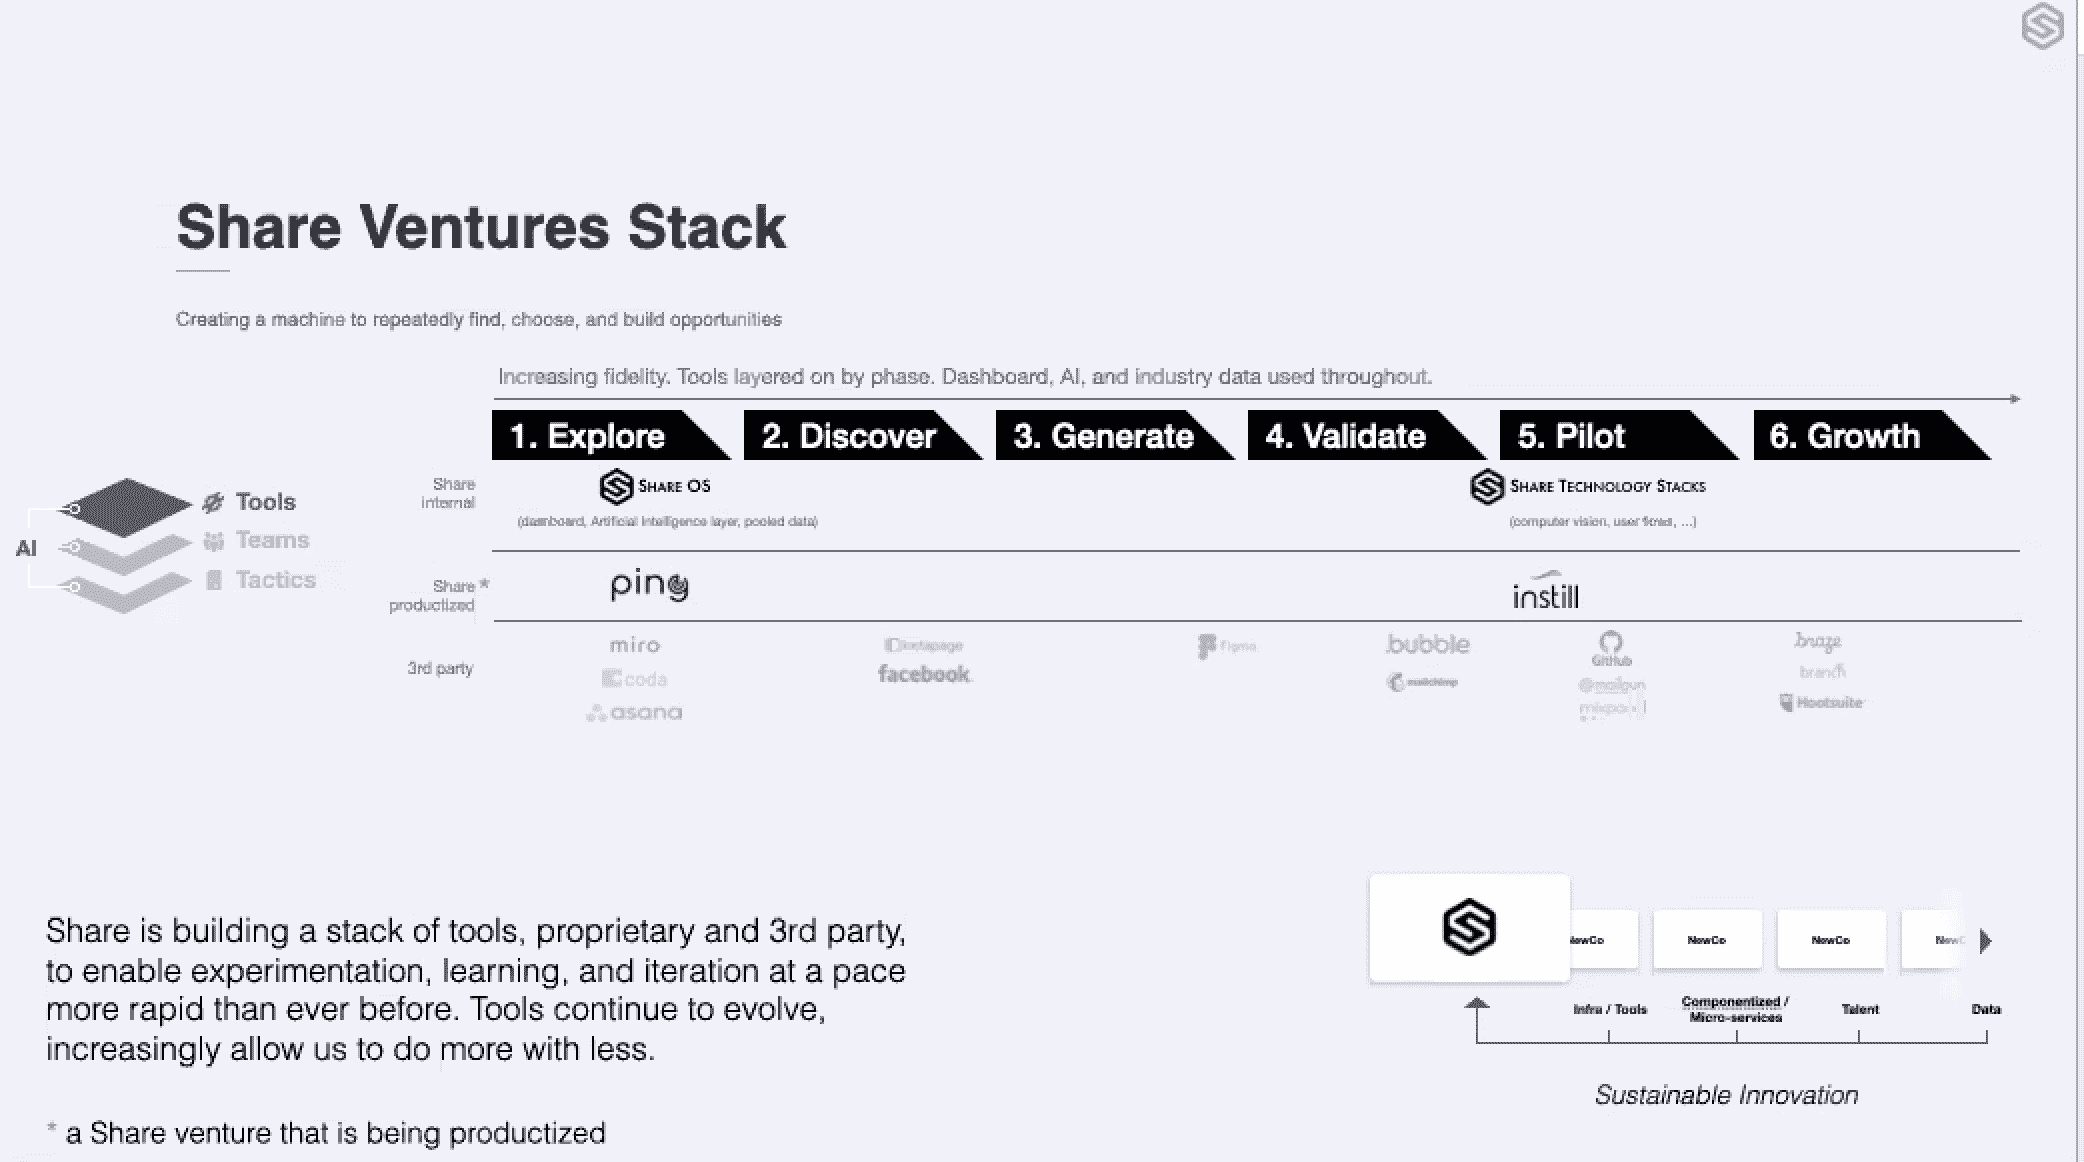 Share Ventures Stack
Creating a machine to repeatedly find, choose, and build opportunities
Increasing fidelity. Tools layered on by phase. Dashboard, AI, and industry data used throughout.
1. Explore
2. Discover
3. Generate
4. Validate
5. Pilot
6. Growth
AI
Tools
Teams
Tactics
Share
internal
SHARE OS
(dashboard, Artificial Intelligence layer, pooled data)
SHARE TECHNOLOGY STACKS
(computer vision, user ...)
Share *
productized
ping
instill
3rd party
miro
coda
asana
instapage
facebook
Figma
bubble
mailchimp
GitHub
@mailgun
mixpanel
braze
branch
Hootsuite
Share is building a stack of tools, proprietary and 3rd party,
to enable experimentation, learning, and iteration at a pace
more rapid than ever before. Tools continue to evolve,
increasingly allow us to do more with less.
* a Share venture that is being productized
NewCo
NewCo
NewCo
NewC
Infra / Tools
Componentized /
Micro-services
Talent
Data
Sustainable Innovation